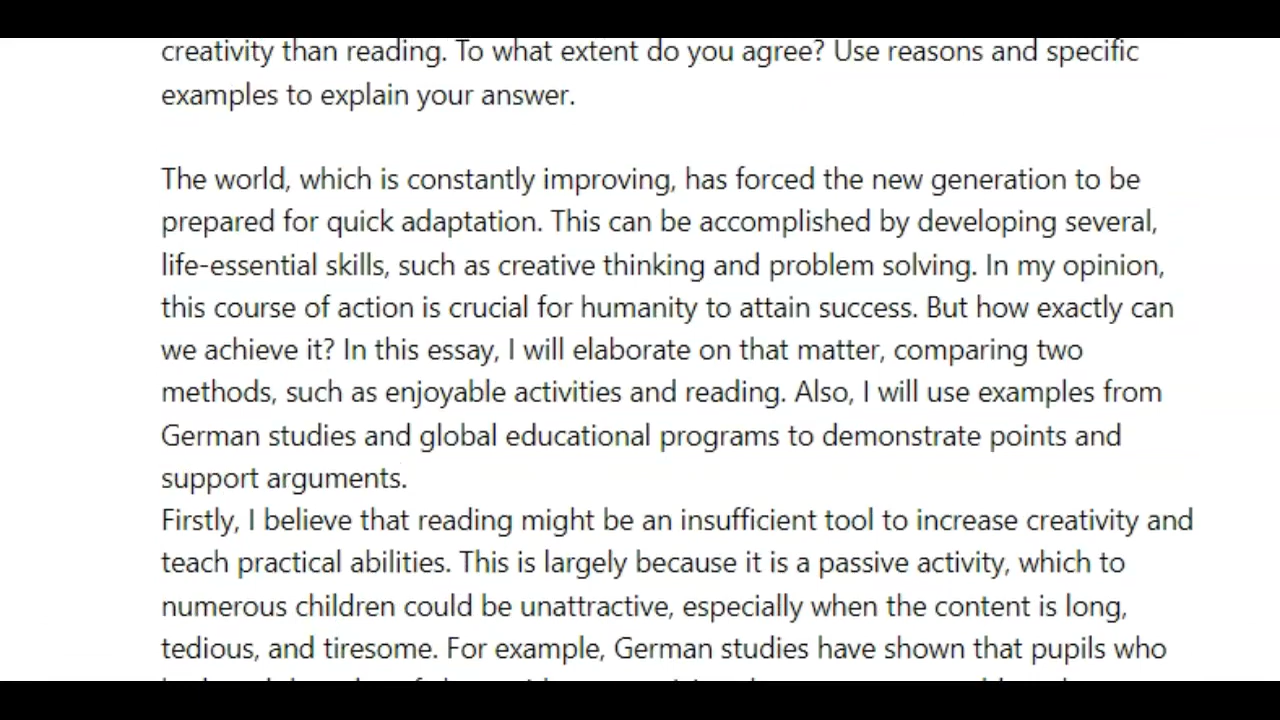 creativity than reading. To what extent do you agree? Use reasons and specific
examples to explain your answer.
The world, which is constantly improving, has forced the new generation to be
prepared for quick adaptation. This can be accomplished by developing several,
life-essential skills, such as creative thinking and problem solving. In my opinion,
this course of action is crucial for humanity to attain success. But how exactly can
we achieve it? In this essay, I will elaborate on that matter, comparing two
methods, such as enjoyable activities and reading. Also, I will use examples from
German studies and global educational programs to demonstrate points and
support arguments.
Firstly, I believe that reading might be an insufficient tool to increase creativity and
teach practical abilities. This is largely because it is a passive activity, which to
numerous children could be unattractive, especially when the content is long,
tedious, and tiresome. For example, German studies have shown that pupils who